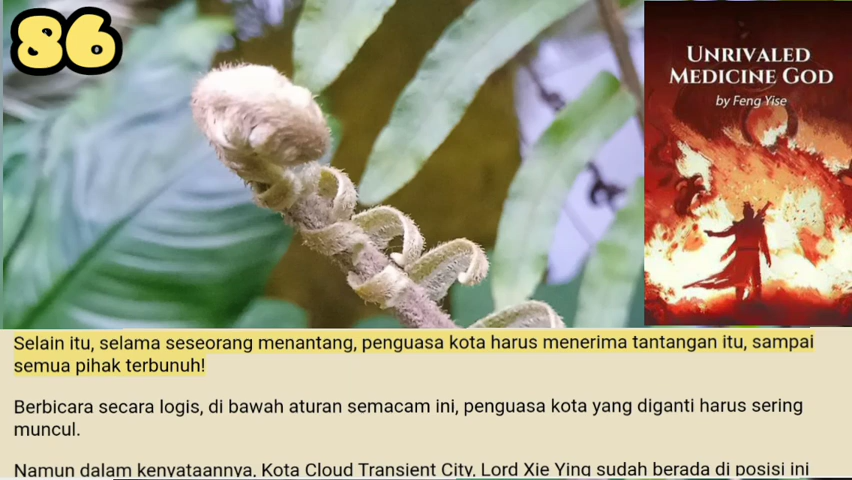 86
UNRIVALED
MEDICINE GOD
by Feng Yise
Selain itu, selama seseorang menantang, penguasa kota harus menerima tantangan itu, sampai
semua pihak terbunuh!
Berbicara secara logis, di bawah aturan semacam ini, penguasa kota yang diganti harus sering
muncul.
Namun dalam kenyataannya, Kota Cloud Transient City, Lord Xie Ying sudah berada di posisi ini